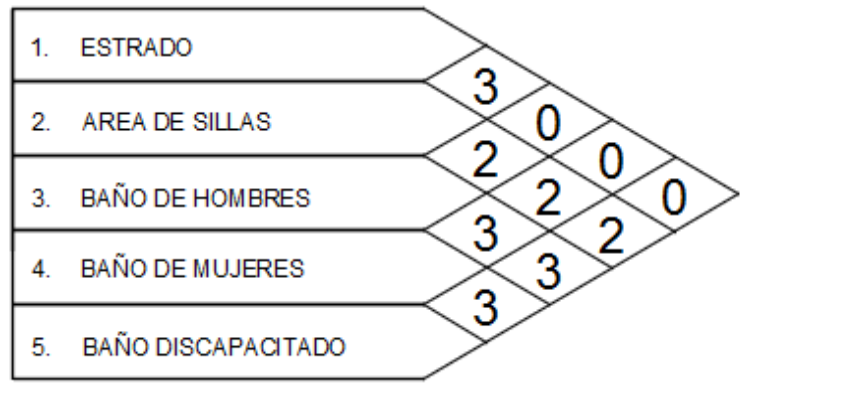 1. ESTRADO
3
2. AREA DE SILLAS
0
2
0
3. BAÑO DE HOMBRES
2
0
3
2
4. BAÑO DE MUJERES
3
3
5. BAÑO DISCAPACITADO